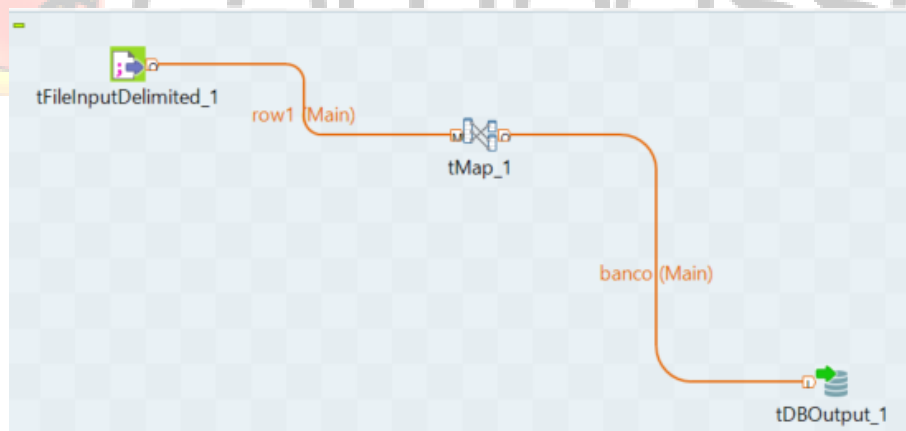 tFileInputDelimited_1
row1 (Main)
tMap_1
banco (Main)
tDBOutput_1